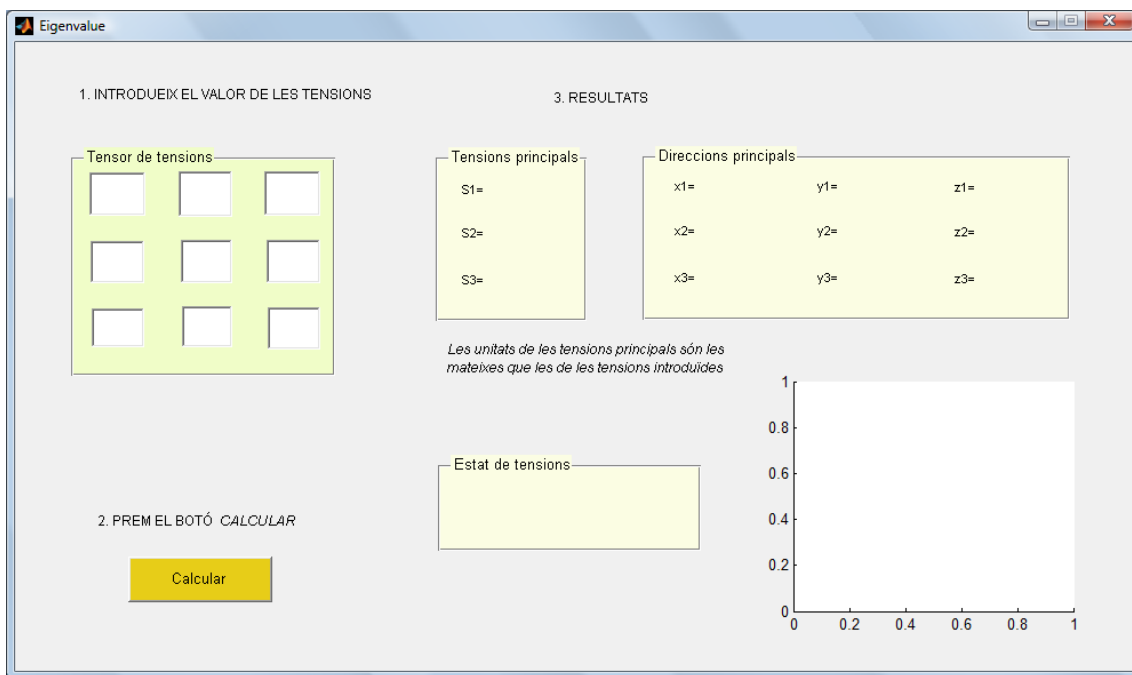 Eigenvalue
1. INTRODUEIX EL VALOR DE LES TENSIONS
3. RESULTATS
Tensor de tensions
Tensions principals
Direccions principals
S1=
x1=
y1=
z1=
S2=
x2=
y2=
z2=
S3=
x3=
y3=
z3=
Les unitats de les tensions principals són les
mateixes que les de les tensions introduïdes
Estat de tensions
2. PREM EL BOTÓ CALCULAR
Calcular
1
0.8
0.6
0.4
0.2
0
0
0.2
0.4
0.6
0.8
1